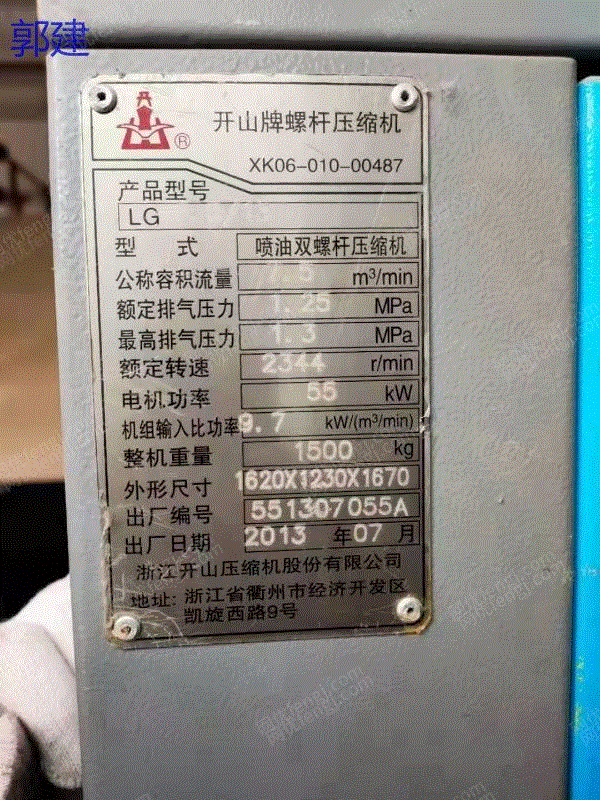 郭建
开山牌螺杆压缩机
®
XK06-010-00487
产品型号
LG
型 式 喷油双螺杆压缩机
公称容积流量 m³/min
额定排气压力 1.25 MPa
最高排气压力 1.3 MPa
额定转速 2344 r/min
电机功率 55 kW
机组输入比功率 9.7 kW/(m³/min)
整机重量 1500 kg
外形尺寸 1620X1230X1670
出厂编号 551307055A
出厂日期 2013 年 07 月
浙江开山压缩机股份有限公司
地址: 浙江省衢州市经济开发区
凯旋西路9号